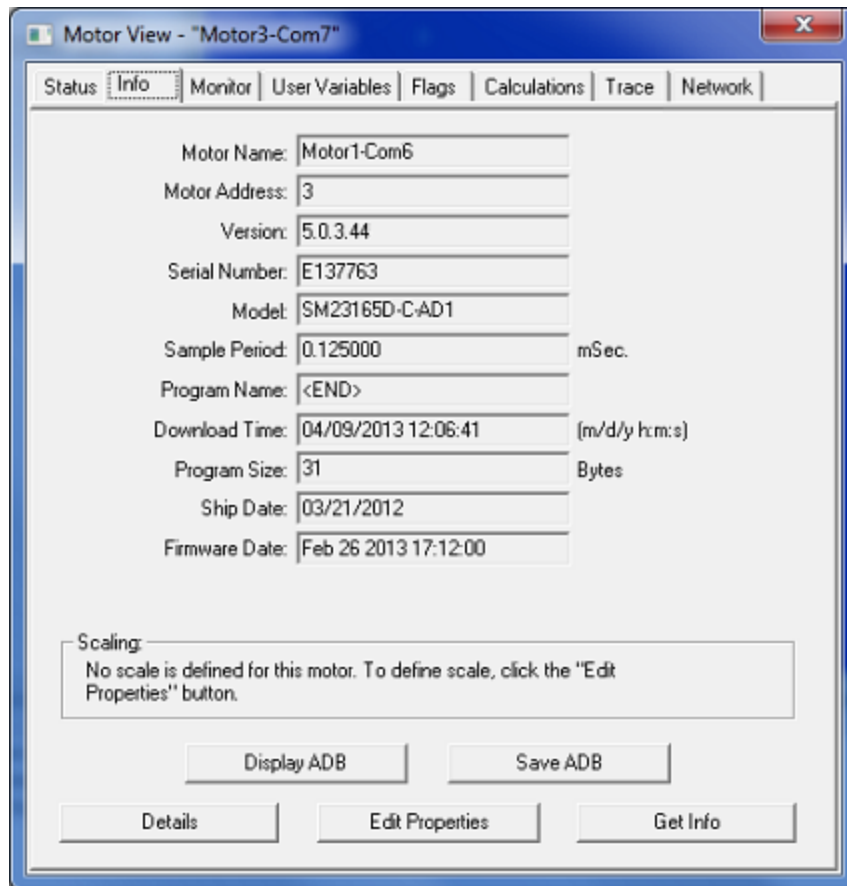 Motor View - "Motor3-Com7"
Status Info Monitor User Variables Flags Calculations Trace Network
Motor Name: Motor1-Com6
Motor Address: 3
Version: 5.0.3.44
Serial Number: E137763
Model: SM23165D-C-AD1
Sample Period: 0.125000 mSec.
Program Name: <END>
Download Time: 04/09/2013 12:06:41 (m/d/y h:m:s)
Program Size: 31 Bytes
Ship Date: 03/21/2012
Firmware Date: Feb 26 2013 17:12:00
Scaling:
No scale is defined for this motor. To define scale, click the "Edit
Properties" button.
Display ADB Save ADB
Details Edit Properties Get Info